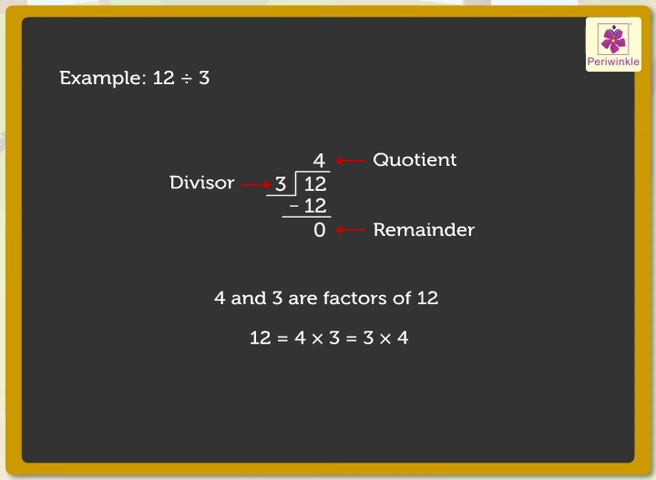 Periwinkle
Example: 12 ÷ 3
4 Quotient
Divisor 3 12
– 12
0 Remainder
4 and 3 are factors of 12
12 = 4 × 3 = 3 × 4